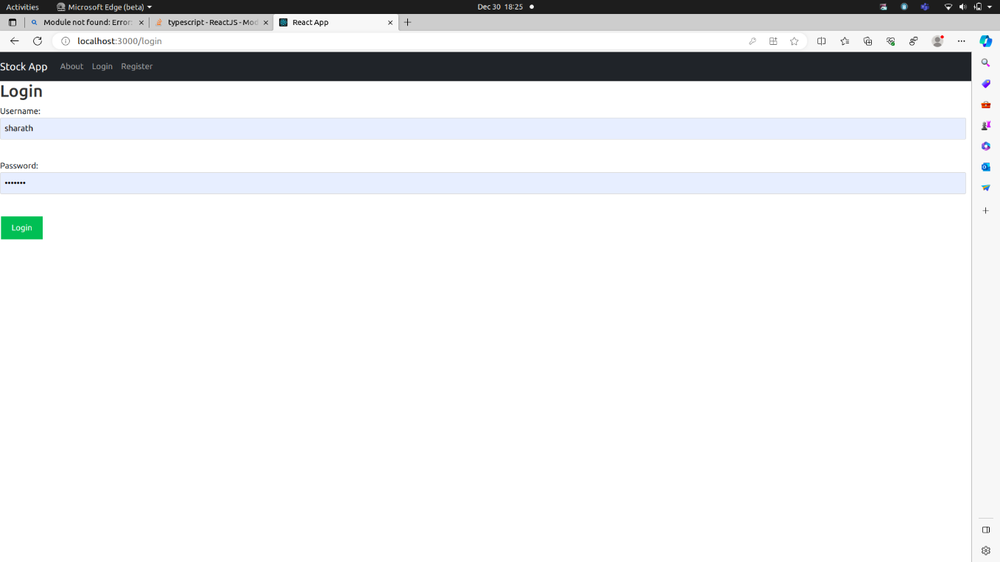 Activities Microsoft Edge (beta) Dec 30 18:25
Module not found: Error: typescript - ReactJS - Mod React App
localhost:3000/login
Stock App About Login Register
Login
Username:
sharath
Password:
•••••••
Login